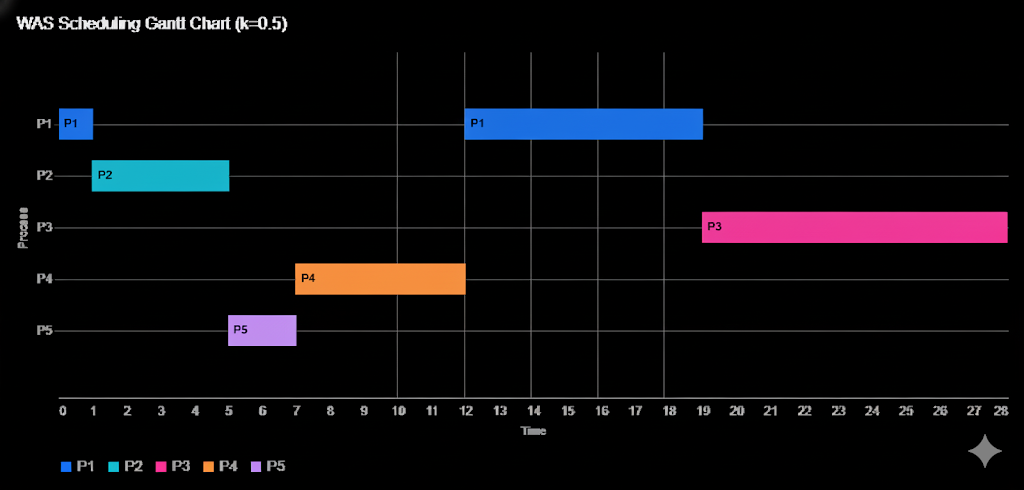 WAS Scheduling Gantt Chart (k=0.5)
P1 P1 P1
P2 P2
P3 P3
P4 P4
P5 P5
Process
0 1 2 3 4 5 6 7 8 9 10 11 12 13 14 15 16 17 18 19 20 21 22 23 24 25 26 27 28
Time
P1 P2 P3 P4 P5